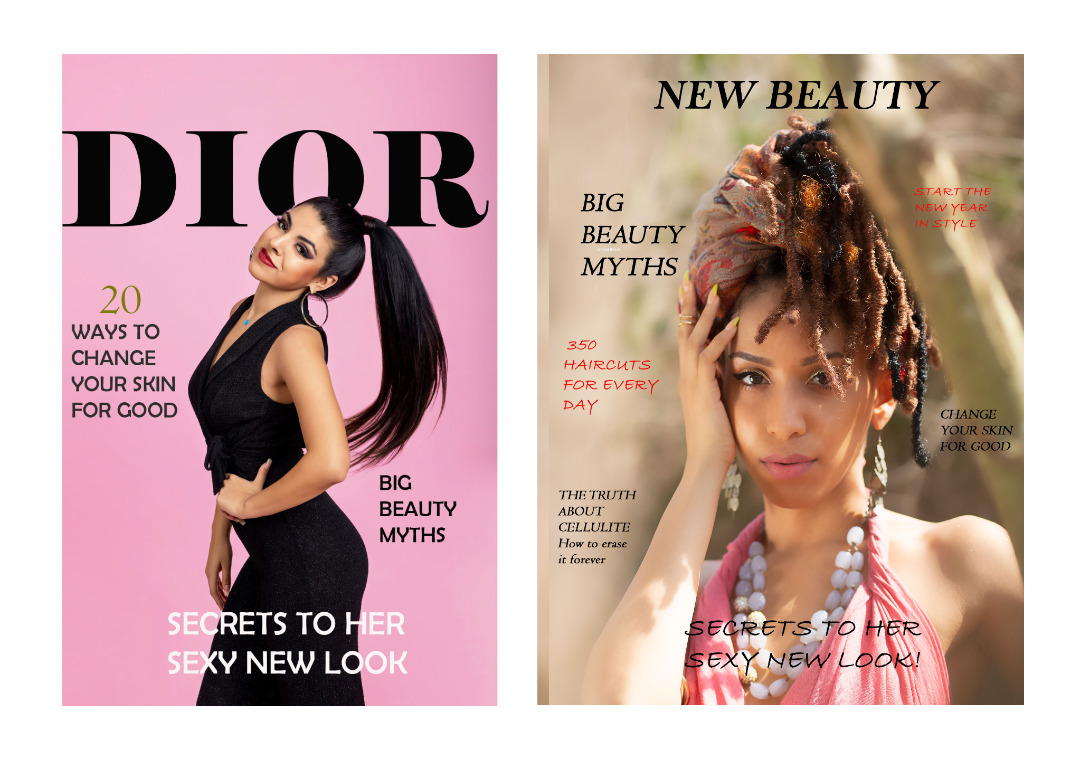 DIOR
20
WAYS TO
CHANGE
YOUR SKIN
FOR GOOD
BIG
BEAUTY
MYTHS
SECRETS TO HER
SEXY NEW LOOK
NEW BEAUTY
BIG
BEAUTY
MYTHS
START THE
NEW YEAR
IN STYLE
350
HAIRCUTS
FOR EVERY
DAY
CHANGE
YOUR SKIN
FOR GOOD
THE TRUTH
ABOUT
CELLULITE
How to erase
it forever
SECRETS TO HER
SEXY NEW LOOK!